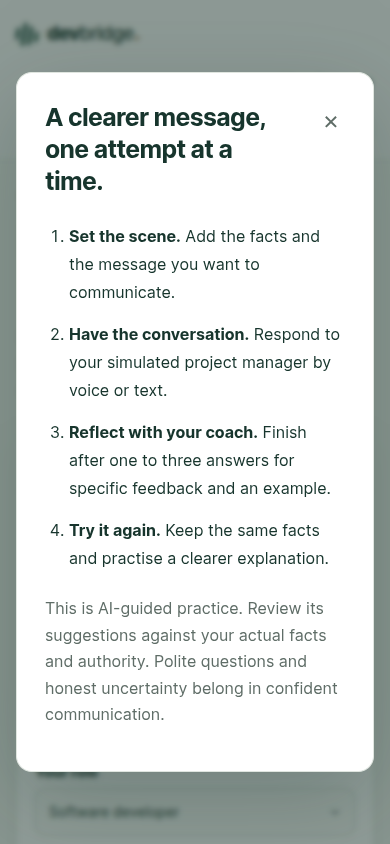 devbridge.
A clearer message,
one attempt at a
time.
×
1. Set the scene. Add the facts and
the message you want to
communicate.
2. Have the conversation. Respond to
your simulated project manager by
voice or text.
3. Reflect with your coach. Finish
after one to three answers for
specific feedback and an example.
4. Try it again. Keep the same facts
and practise a clearer explanation.
This is AI-guided practice. Review its
suggestions against your actual facts
and authority. Polite questions and
honest uncertainty belong in confident
communication.
Software developer